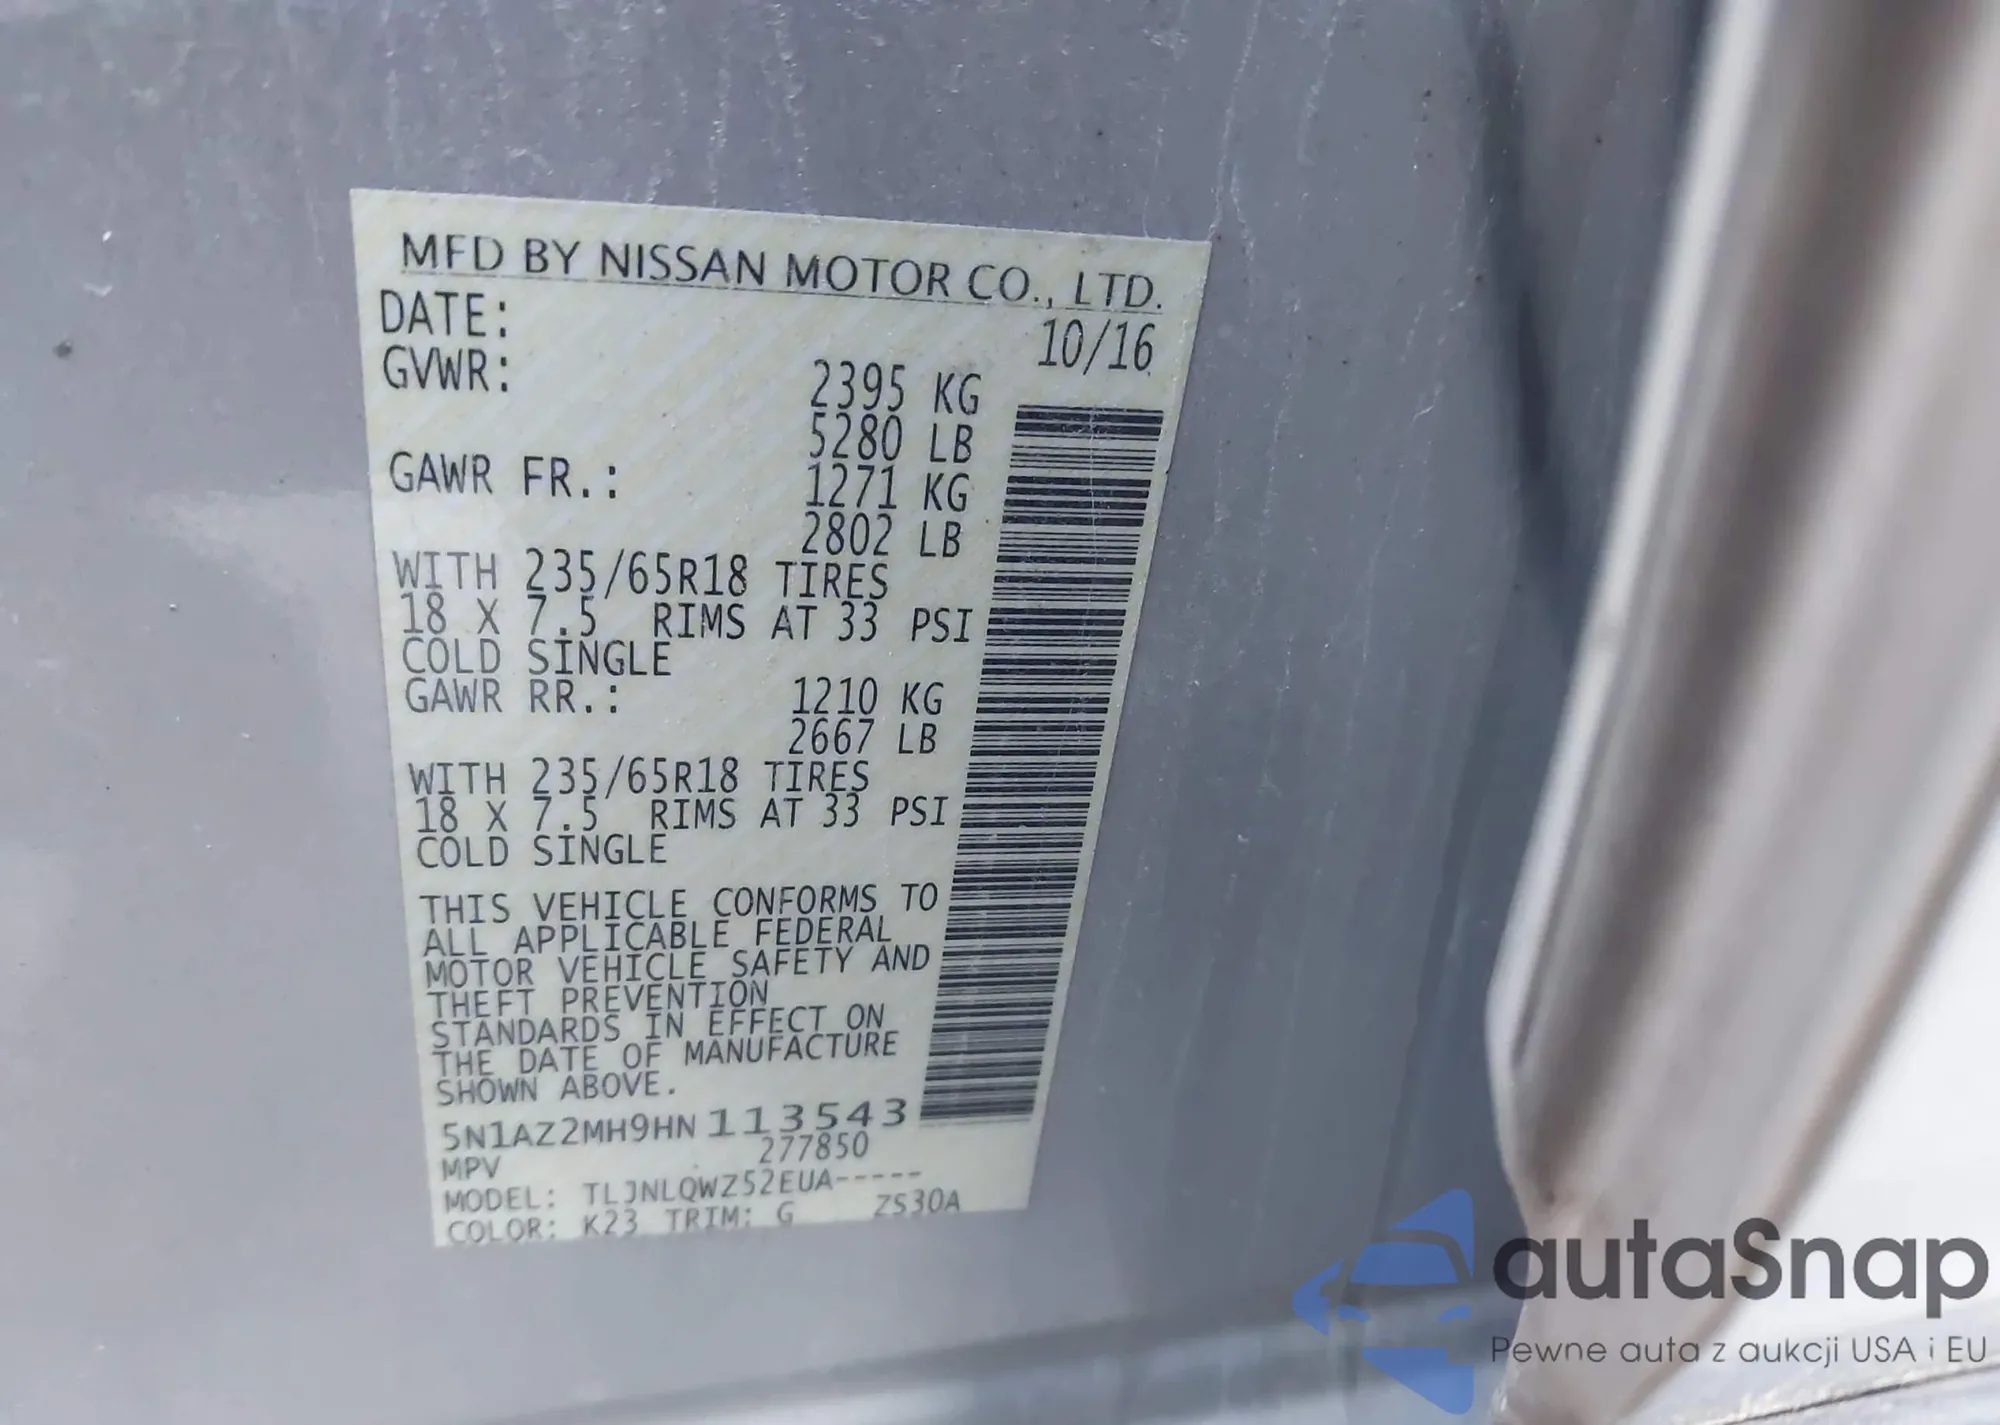 MFD BY NISSAN MOTOR CO., LTD.
DATE: 10/16
GVWR: 2395 KG
5280 LB
GAWR FR.: 1271 KG
2802 LB
WITH 235/65R18 TIRES
18 X 7.5 RIMS AT 33 PSI
COLD SINGLE
GAWR RR.: 1210 KG
2667 LB
WITH 235/65R18 TIRES
18 X 7.5 RIMS AT 33 PSI
COLD SINGLE
THIS VEHICLE CONFORMS TO
ALL APPLICABLE FEDERAL
MOTOR VEHICLE SAFETY AND
THEFT PREVENTION
STANDARDS IN EFFECT ON
THE DATE OF MANUFACTURE
SHOWN ABOVE.
5N1AZ2MH9HN113543
MPV 277850
MODEL: TLJNLQWZ52EUA-----
COLOR: K23 TRIM: G ZS30A
autaSnap
Pewne auta z aukcji USA i EU